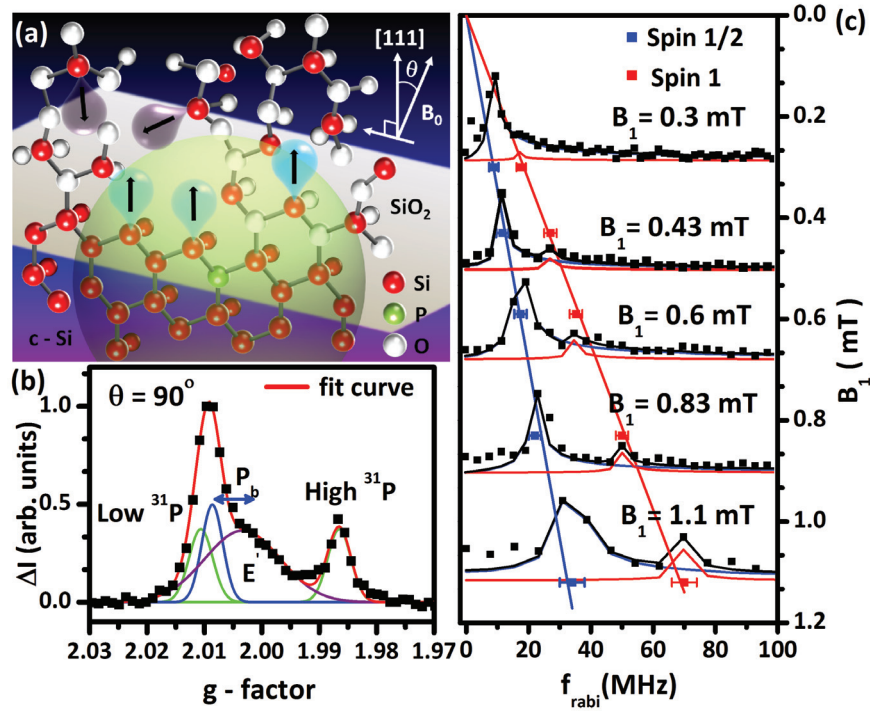 (a)
[111]
θ
B0
SiO2
Si
P
O
c - Si
(b)
θ = 90°
fit curve
Low 31P
Pb
High 31P
E'
ΔI (arb. units)
1.0
0.5
0.0
2.03 2.02 2.01 2.00 1.99 1.98 1.97
g - factor
(c)
Spin 1/2
Spin 1
B1 = 0.3 mT
B1 = 0.43 mT
B1 = 0.6 mT
B1 = 0.83 mT
B1 = 1.1 mT
0.0
0.2
0.4
0.6
0.8
1.0
1.2
B1 ( mT)
0 20 40 60 80 100
frabi(MHz)